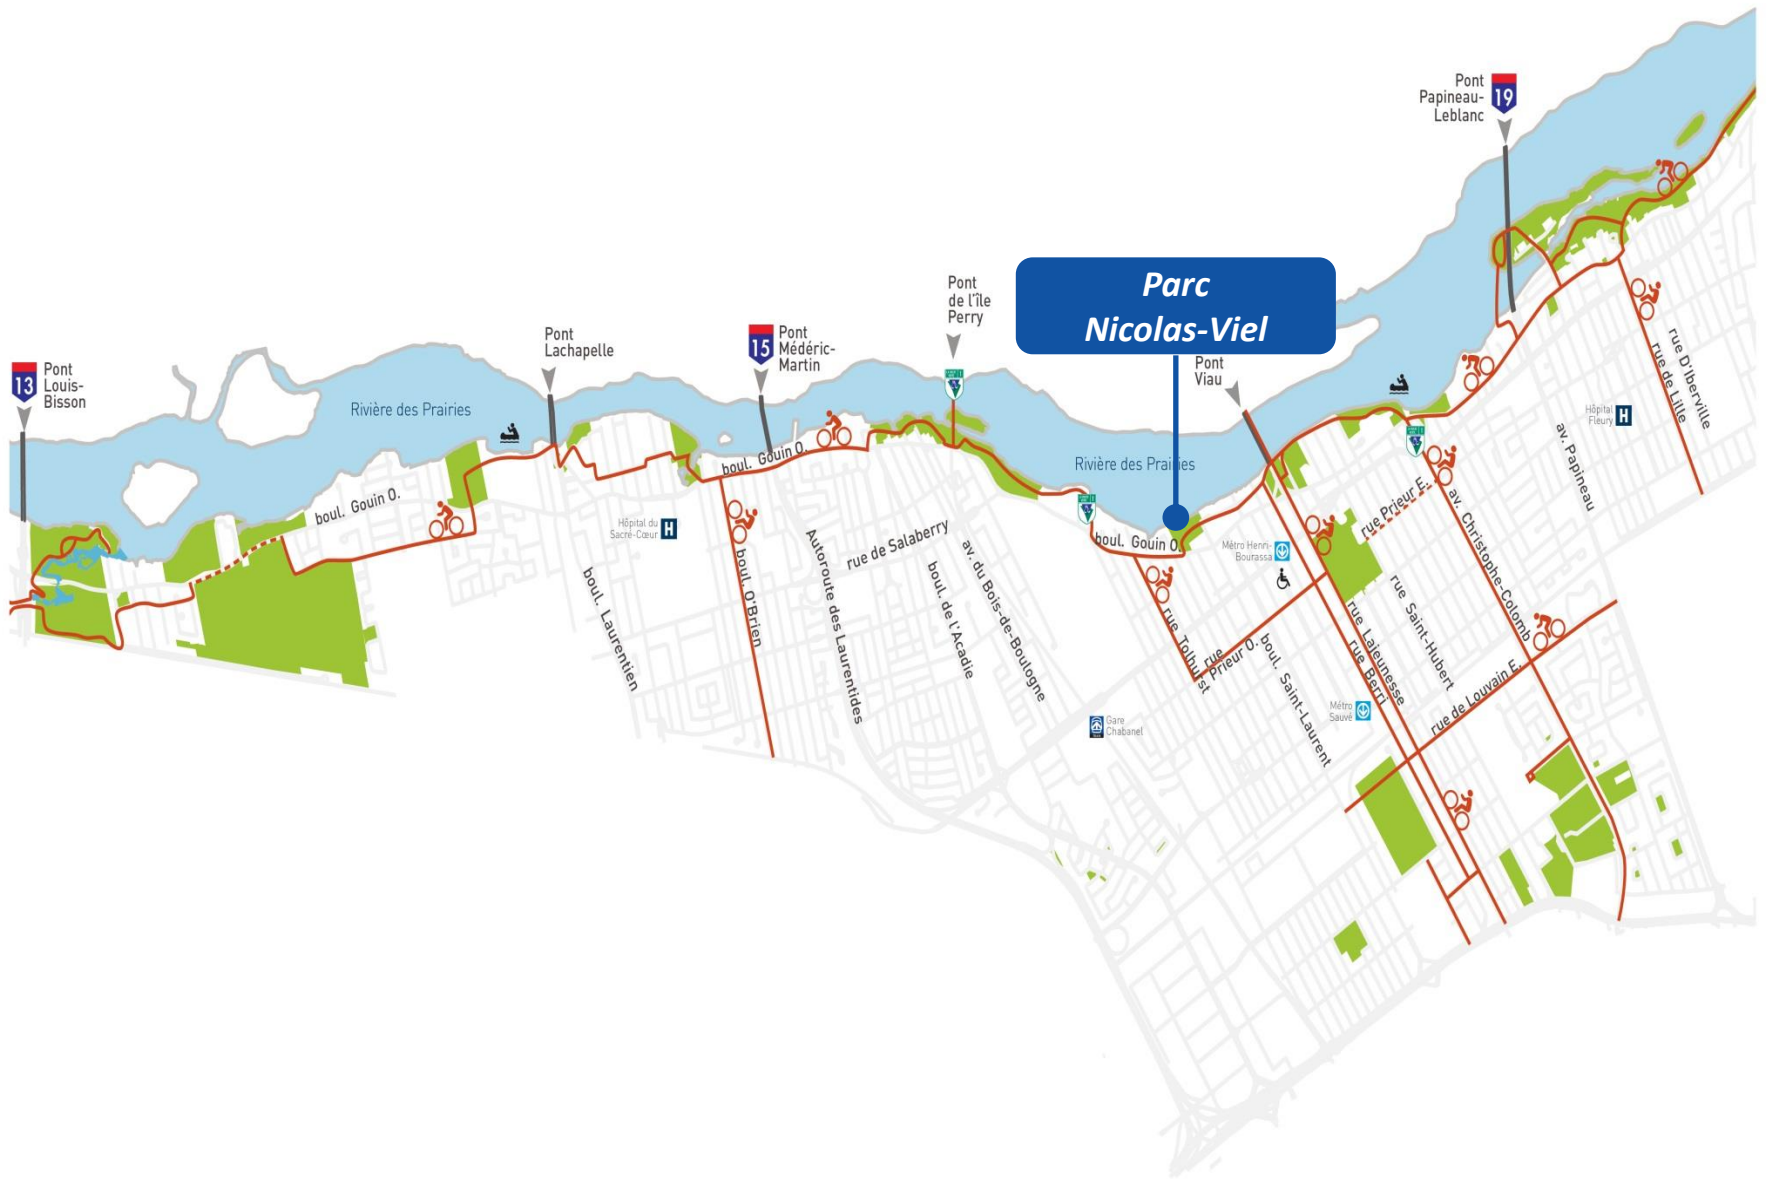 19
Pont
Papineau-
Leblanc
Parc
Nicolas-Viel
Pont
de l'île
Perry
Pont
Lachapelle
15
Pont
Médéric-
Martin
13
Pont
Louis-
Bisson
Pont
Viau
Rivière des Prairies
Rivière des Prairies
boul. Gouin O.
boul. Gouin O.
boul. Gouin O.
Hôpital du
Sacré-Cœur
H
Hôpital
Fleury
H
rue D'Iberville
rue de Lille
av. Papineau
rue Prieur E.
av. Christophe-Colomb
Métro Henri-
Bourassa
rue Saint-Hubert
rue Lajeunesse
rue Berri
rue de Louvain E.
Métro
Sauvé
boul. Saint-Laurent
rue
Prieur O.
rue Tolhurst
Gare
Chabanel
av. du Bois-de-Boulogne
boul. de l'Acadie
rue de Salaberry
Autoroute des Laurentides
boul. O'Brien
boul. Laurentien